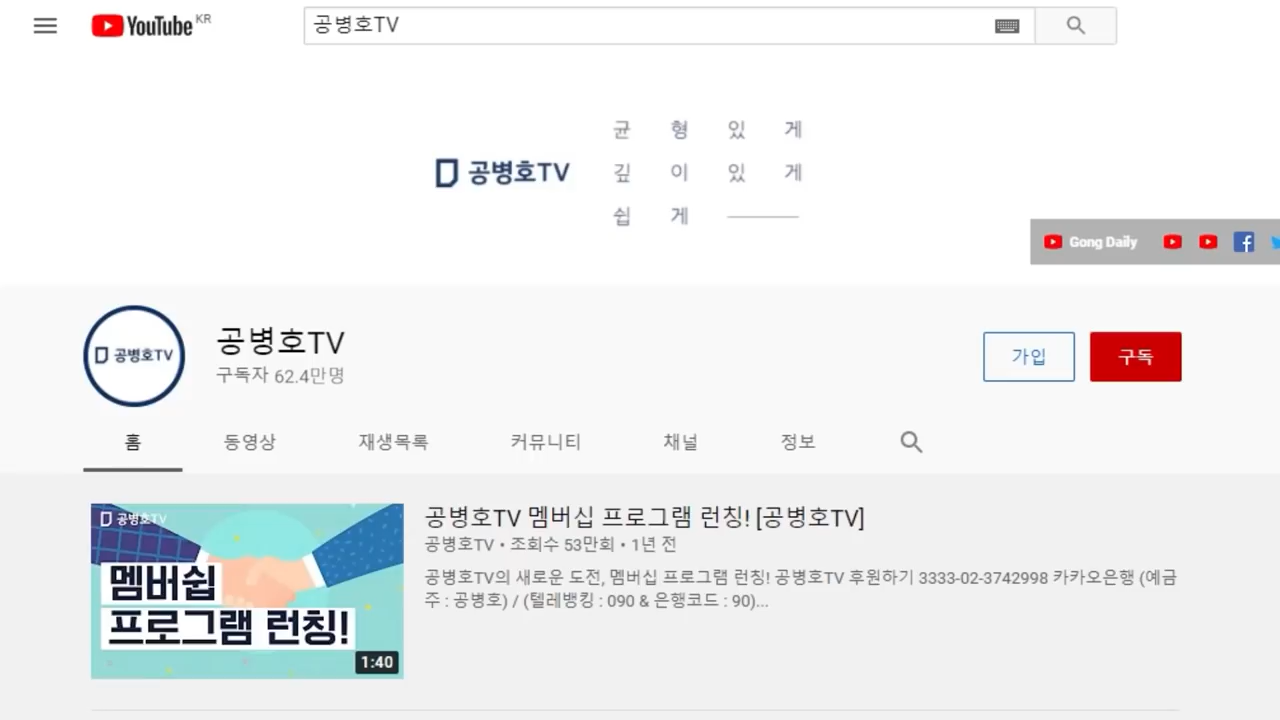 YouTube KR
공병호TV
균 형 있 게
공병호TV
깊 이 있 게
쉽 게
Gong Daily
공병호TV
공병호TV
구독자 62.4만명
가입
구독
홈
동영상
재생목록
커뮤니티
채널
정보
공병호TV
멤버쉽
프로그램 런칭!
1:40
공병호TV 멤버십 프로그램 런칭! [공병호TV]
공병호TV • 조회수 53만회 • 1년 전
공병호TV의 새로운 도전, 멤버십 프로그램 런칭! 공병호TV 후원하기 3333-02-3742998 카카오은행 (예금
주 : 공병호) / (텔레뱅킹 : 090 & 은행코드 : 90)...